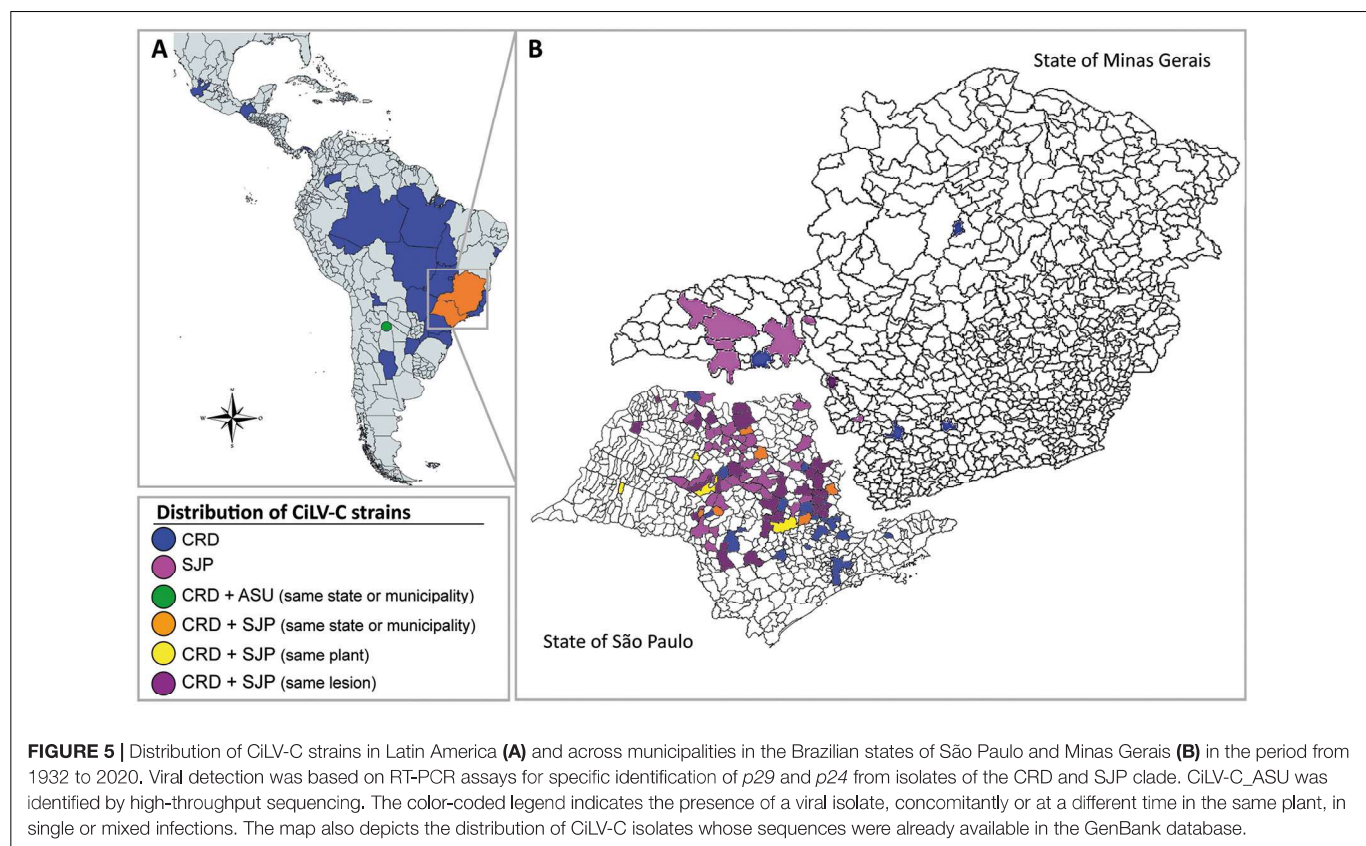 A
B
State of Minas Gerais
N
W
O
S
State of São Paulo
Distribution of CiLV-C strains
CRD
SJP
CRD + ASU (same state or municipality)
CRD + SJP (same state or municipality)
CRD + SJP (same plant)
CRD + SJP (same lesion)
FIGURE 5 | Distribution of CiLV-C strains in Latin America (A) and across municipalities in the Brazilian states of São Paulo and Minas Gerais (B) in the period from
1932 to 2020. Viral detection was based on RT-PCR assays for specific identification of p29 and p24 from isolates of the CRD and SJP clade. CiLV-C_ASU was
identified by high-throughput sequencing. The color-coded legend indicates the presence of a viral isolate, concomitantly or at a different time in the same plant, in
single or mixed infections. The map also depicts the distribution of CiLV-C isolates whose sequences were already available in the GenBank database.